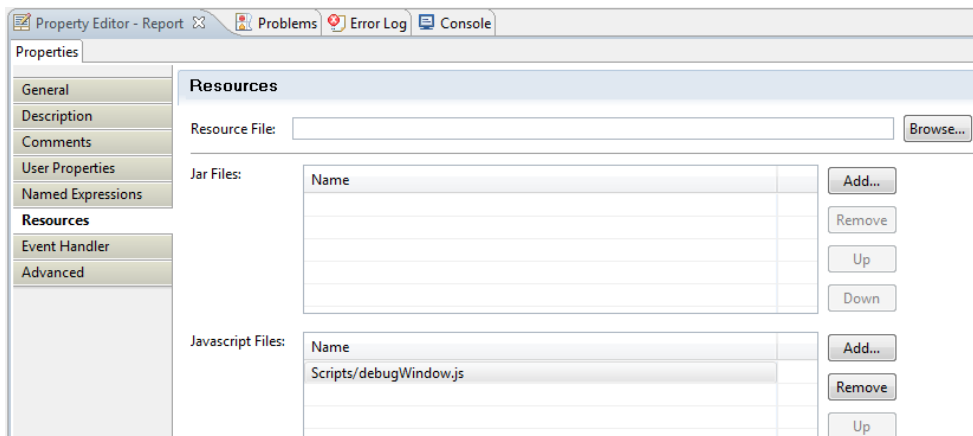 Property Editor - Report Problems Error Log Console
Properties
General
Description
Comments
User Properties
Named Expressions
Resources
Event Handler
Advanced
Resources
Resource File: Browse...
Jar Files: Name Add...
Remove
Up
Down
Javascript Files: Name Add...
Scripts/debugWindow.js Remove
Up